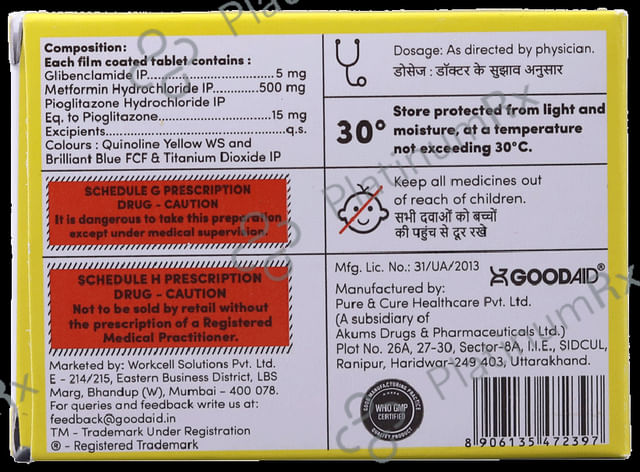 Composition:
Each film coated tablet contains :
Glibenclamide IP.................................5 mg
Metformin Hydrochloride IP............500 mg
Pioglitazone Hydrochloride IP
Eq. to Pioglitazone............................15 mg
Excipients............................................q.s.
Colours : Quinoline Yellow WS and
Brilliant Blue FCF & Titanium Dioxide IP
SCHEDULE G PRESCRIPTION
DRUG - CAUTION
It is dangerous to take this preparation
except under medical supervision.
SCHEDULE H PRESCRIPTION
DRUG - CAUTION
Not to be sold by retail without
the prescription of a Registered
Medical Practitioner.
Marketed by: Workcell Solutions Pvt. Ltd.
E - 214/215, Eastern Business District, LBS
Marg, Bhandup (W), Mumbai - 400 078.
For queries and feedback write us at:
feedback@goodaid.in
TM - Trademark Under Registration
® - Registered Trademark
Dosage: As directed by physician.
डोसेज : डॉक्टर के सुझाव अनुसार
30°
Store protected from light and
moisture, at a temperature
not exceeding 30°C.
Keep all medicines out
of reach of children.
सभी दवाओं को बच्चों
की पहुंच से दूर रखे
Mfg. Lic. No.: 31/UA/2013
GOODAID®
Manufactured by:
Pure & Cure Healthcare Pvt. Ltd.
(A subsidiary of
Akums Drugs & Pharmaceuticals Ltd.)
Plot No. 26A, 27-30, Sector-8A, I.I.E., SIDCUL,
Ranipur, Haridwar-249 403, Uttarakhand.
GOOD MANUFACTURING PRACTICE
WHO GMP
CERTIFIED
QUALITY PRODUCT
8 906135 472397
PlatinumRx
PlatinumRx
PlatinumRx
Rx